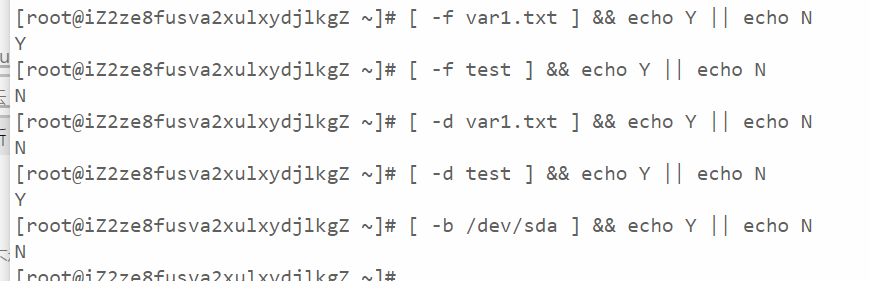 [root@iZ2ze8fusva2xulxydjlkgZ ~]# [ -f var1.txt ] && echo Y || echo N
Y
[root@iZ2ze8fusva2xulxydjlkgZ ~]# [ -f test ] && echo Y || echo N
N
[root@iZ2ze8fusva2xulxydjlkgZ ~]# [ -d var1.txt ] && echo Y || echo N
N
[root@iZ2ze8fusva2xulxydjlkgZ ~]# [ -d test ] && echo Y || echo N
Y
[root@iZ2ze8fusva2xulxydjlkgZ ~]# [ -b /dev/sda ] && echo Y || echo N
N
[root@iZ2ze8fusva2xulxydjlkgZ ~]#